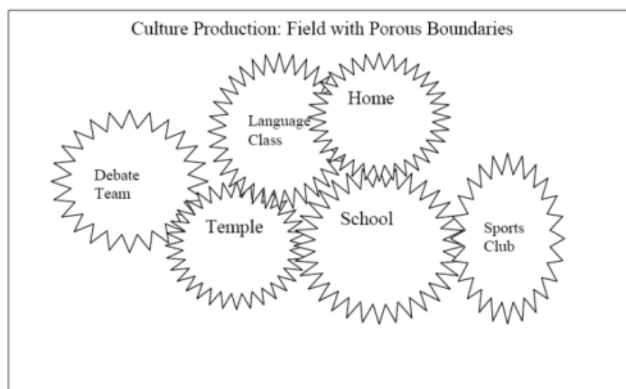 Culture Production: Field with Porous Boundaries
Home
Language
Class
Debate
Team
Temple
School
Sports
Club